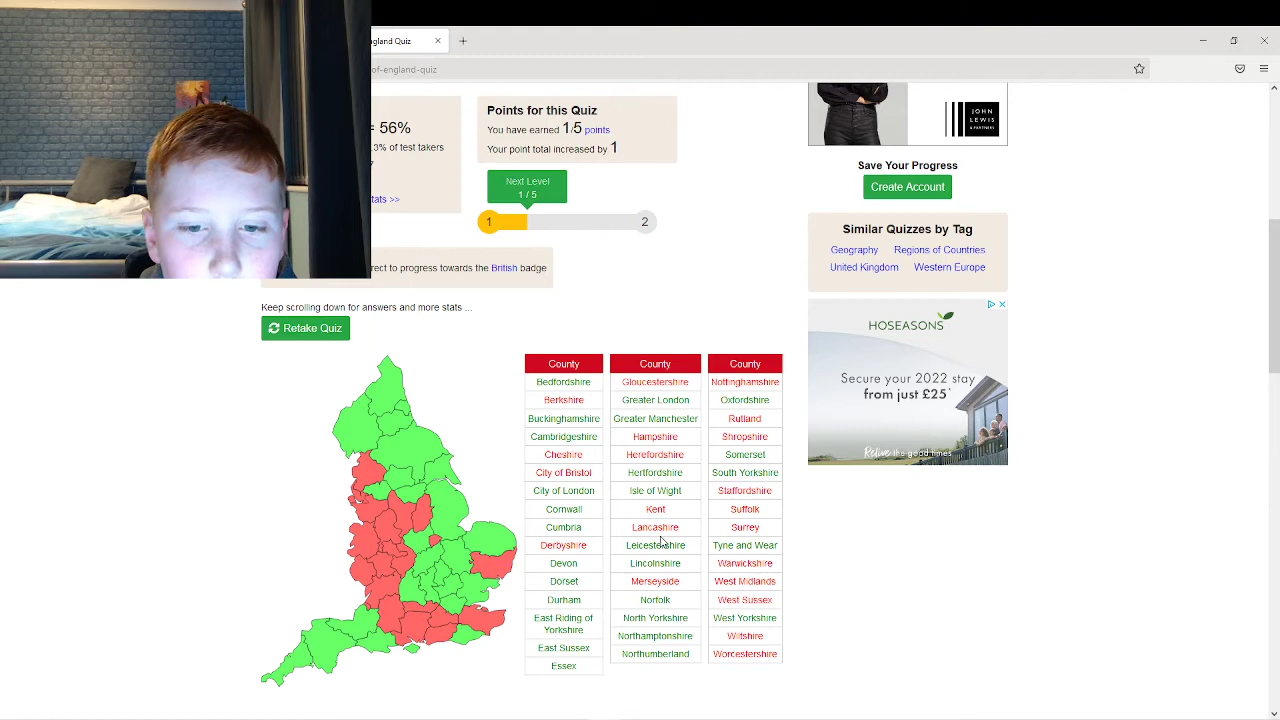 ngland Quiz
of-england-quiz
= 56%
3% of test takers
tats >>
Points for this Quiz
You have earned 1/5 points
Your point total increased by 1
Next Level
1 / 5
1
2
rect to progress towards the British badge
Keep scrolling down for answers and more stats ...
Retake Quiz
County
Bedfordshire
Berkshire
Buckinghamshire
Cambridgeshire
Cheshire
City of Bristol
City of London
Cornwall
Cumbria
Derbyshire
Devon
Dorset
Durham
East Riding of
Yorkshire
East Sussex
Essex
County
Gloucestershire
Greater London
Greater Manchester
Hampshire
Herefordshire
Hertfordshire
Isle of Wight
Kent
Lancashire
Leicestershire
Lincolnshire
Merseyside
Norfolk
North Yorkshire
Northamptonshire
Northumberland
County
Nottinghamshire
Oxfordshire
Rutland
Shropshire
Somerset
South Yorkshire
Staffordshire
Suffolk
Surrey
Tyne and Wear
Warwickshire
West Midlands
West Sussex
West Yorkshire
Wiltshire
Worcestershire
JOHN
LEWIS
& PARTNERS
Save Your Progress
Create Account
Similar Quizzes by Tag
Geography Regions of Countries
United Kingdom Western Europe
HOSEASONS
Secure your 2022 stay
from just £25*
Relive the good times